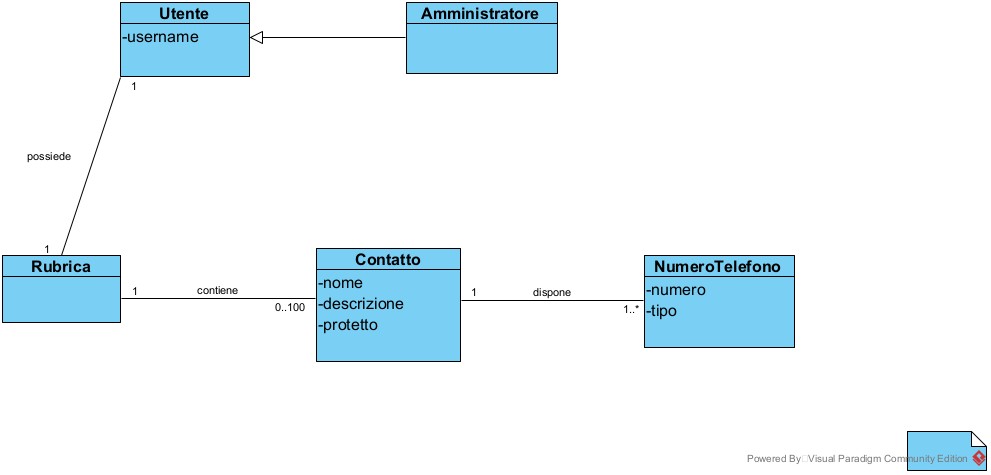 Utente
-username
Amministratore
1
possiede
1
Rubrica
Contatto
-nome
-descrizione
-protetto
NumeroTelefono
-numero
-tipo
1
contiene
0..100
1
dispone
1..*
Powered By Visual Paradigm Community Edition